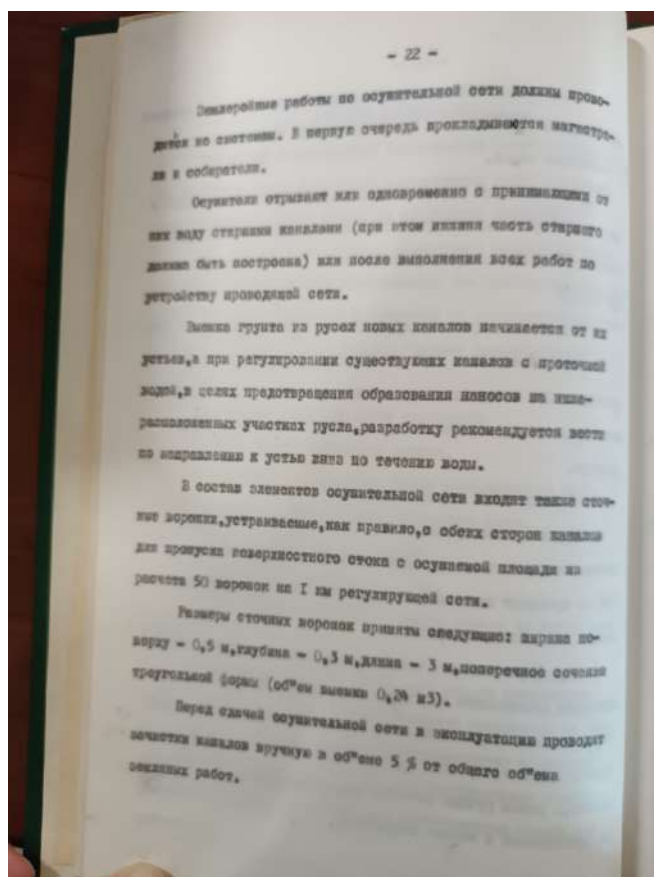 - 22 -
Землеройные работы по осушительной сети должны прово-
дится по системам. В первую очередь прокладываются магистра-
ли и собиратели.
Осушители отрывают или одновременно с принимающими от
них воду старшими каналами (при этом нижняя часть старшего
должна быть построена) или после выполнения всех работ по
устройству проводящей сети.
Выемка грунта из русел новых каналов начинается от их
устьев,а при регулировании существующих каналов с проточной
водой,в целях предотвращения образования наносов на ниже-
расположенных участках русла,разработку рекомендуется вести
по направлению к устью вниз по течению воды.
В состав элементов осушительной сети входят также сточ-
ные воронки,устраиваемые,как правило,с обеих сторон каналов
для пропуска поверхностного стока с осушаемой площади из
расчета 50 воронок на I км регулирующей сети.
Размеры сточных воронок приняты следующие: ширина по-
верху - 0,5 м,глубина - 0,3 м,длина - 3 м,поперечное сечение
треугольной формы (об"ем выемки 0,24 м3).
Перед сдачей осушительной сети в эксплуатацию проводят
зачистки каналов вручную в об"еме 5 % от общего об"ема
земляных работ.